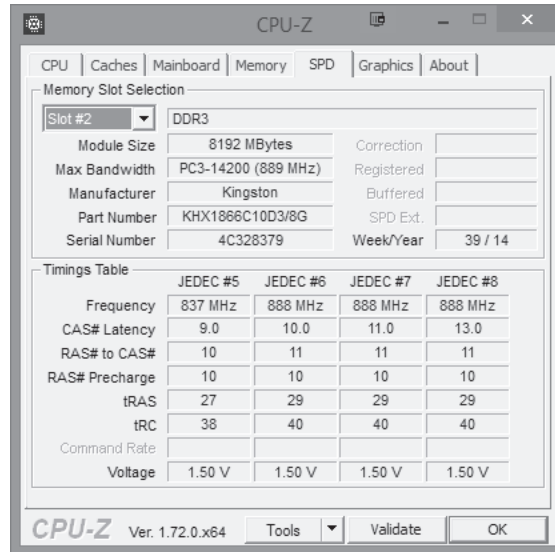 CPU-Z
CPU Caches Mainboard Memory SPD Graphics About
Memory Slot Selection
Slot #2 DDR3
Module Size 8192 MBytes Correction
Max Bandwidth PC3-14200 (889 MHz) Registered
Manufacturer Kingston Buffered
Part Number KHX1866C10D3/8G SPD Ext.
Serial Number 4C328379 Week/Year 39 / 14
Timings Table
JEDEC #5 JEDEC #6 JEDEC #7 JEDEC #8
Frequency 837 MHz 888 MHz 888 MHz 888 MHz
CAS# Latency 9.0 10.0 11.0 13.0
RAS# to CAS# 10 11 11 11
RAS# Precharge 10 10 10 10
tRAS 27 29 29 29
tRC 38 40 40 40
Command Rate
Voltage 1.50 V 1.50 V 1.50 V 1.50 V
CPU-Z Ver. 1.72.0.x64 Tools Validate OK